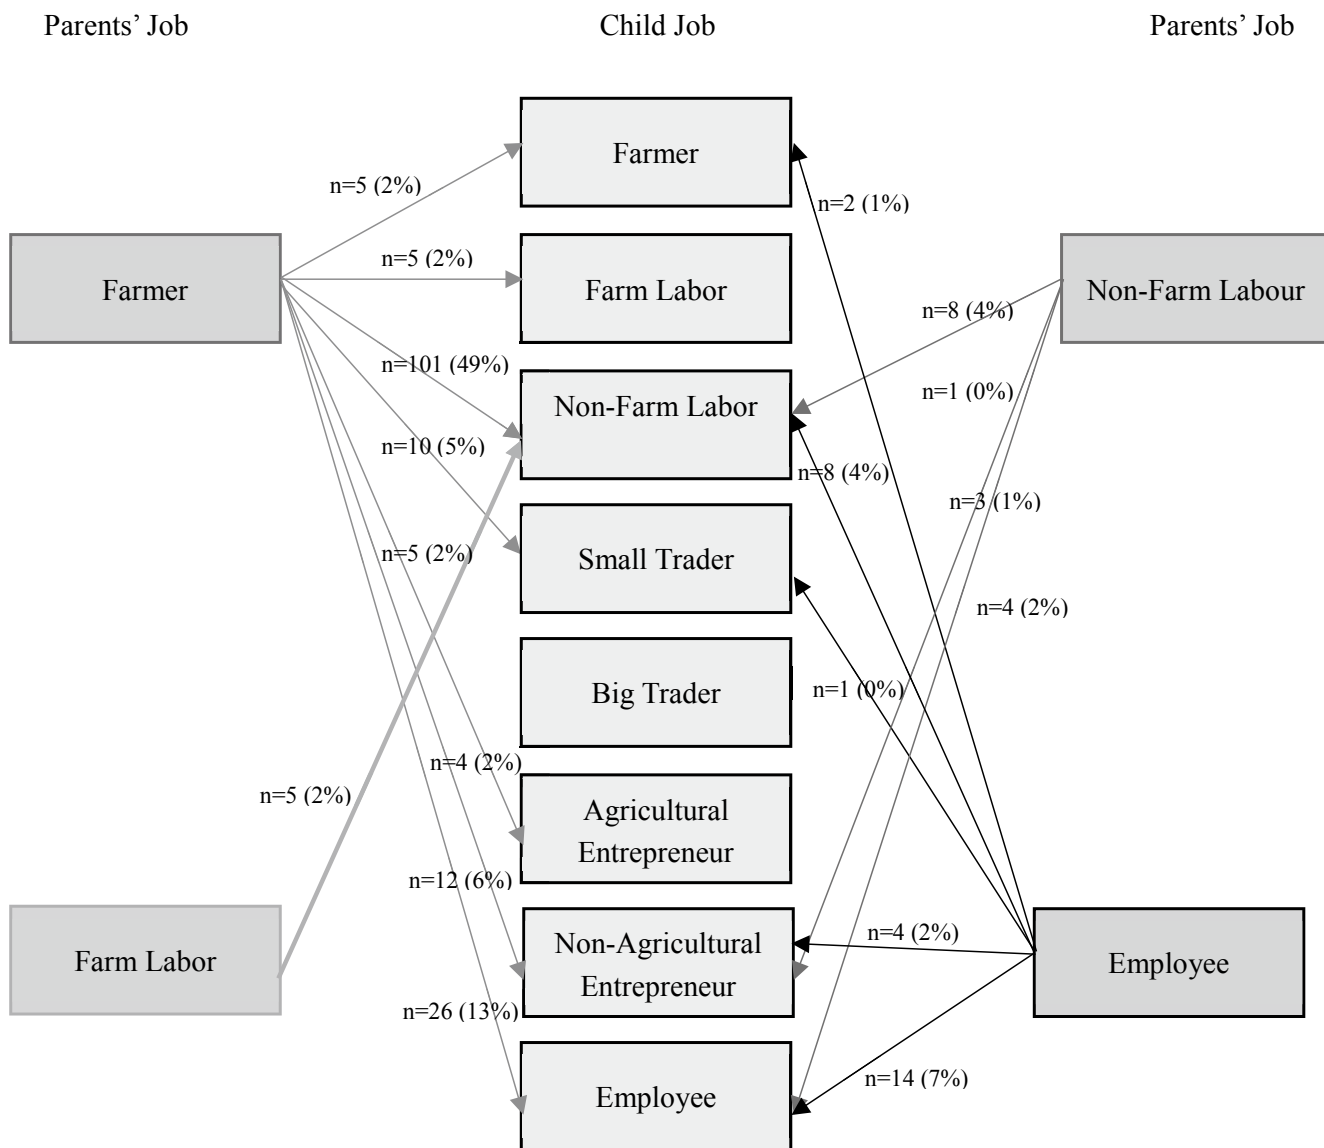 Parents’ Job
Child Job
Parents’ Job
Farmer
n=5 (2%)
n=2 (1%)
Farmer
n=5 (2%)
Farm Labor
Non-Farm Labour
n=8 (4%)
n=101 (49%)
n=1 (0%)
Non-Farm Labor
n=10 (5%)
n=8 (4%)
n=3 (1%)
n=5 (2%)
Small Trader
n=4 (2%)
Big Trader
n=1 (0%)
n=4 (2%)
n=5 (2%)
Agricultural
Entrepreneur
n=12 (6%)
Farm Labor
Non-Agricultural
Entrepreneur
n=4 (2%)
Employee
n=26 (13%)
Employee
n=14 (7%)